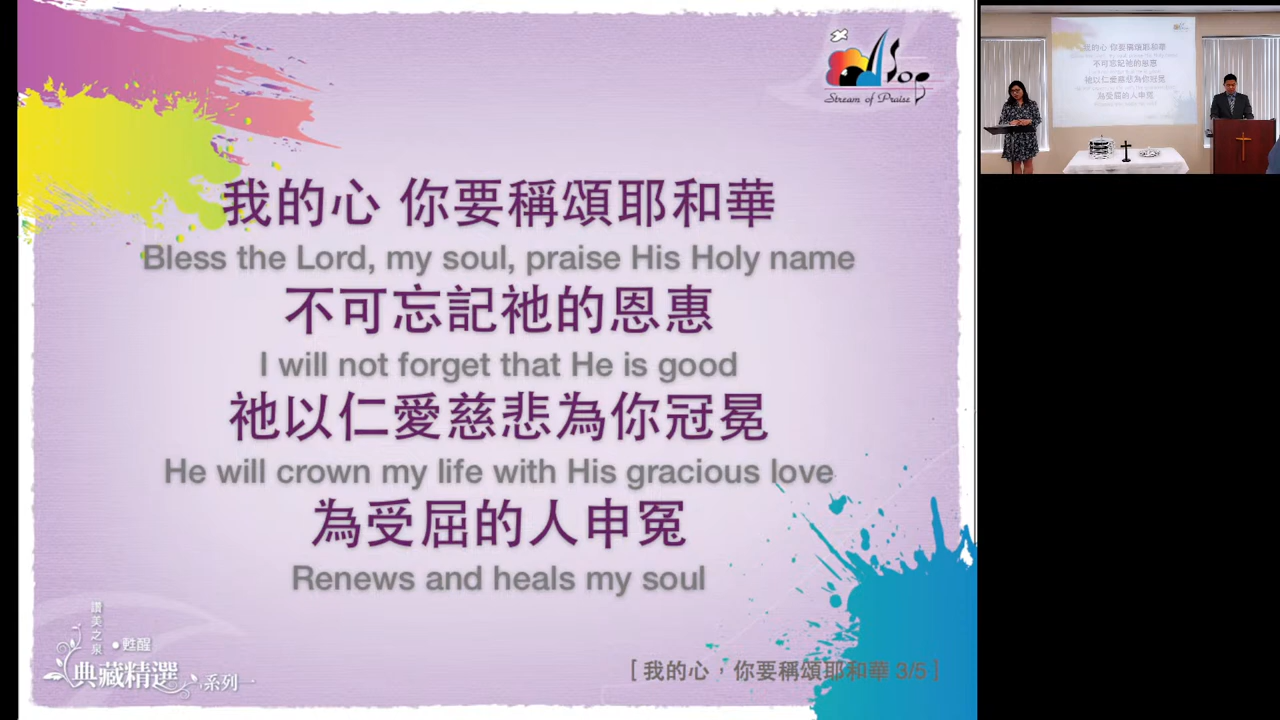 Stream of Praise
我的心 你要稱頌耶和華
Bless the Lord, my soul, praise His Holy name
不可忘記祂的恩惠
I will not forget that He is good
祂以仁愛慈悲為你冠冕
He will crown my life with His gracious love
為受屈的人申冤
Renews and heals my soul
讚美之泉
•甦醒
典藏精選
系列一
[ 我的心，你要稱頌耶和華 3/5 ]
我的心 你要稱頌耶和華
不可忘記祂的恩惠
祂以仁愛慈悲為你冠冕
為受屈的人申冤